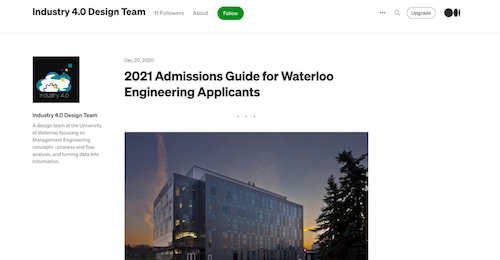 Industry 4.0 Design Team 11 Followers About Follow Upgrade
Dec 20, 2020
2021 Admissions Guide for Waterloo
Engineering Applicants
industry 4.0
Industry 4.0 Design Team
A design team at the University
of Waterloo focusing on
Management Engineering
concepts - process and flow
analysis, and turning data into
information.